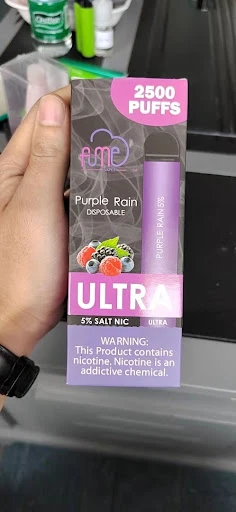 2500
PUFFS
fume
Purple Rain
DISPOSABLE
PURPLE RAIN 5%
ULTRA
5% SALT NIC
ULTRA
WARNING:
This Product contains
nicotine. Nicotine is an
addictive chemical.